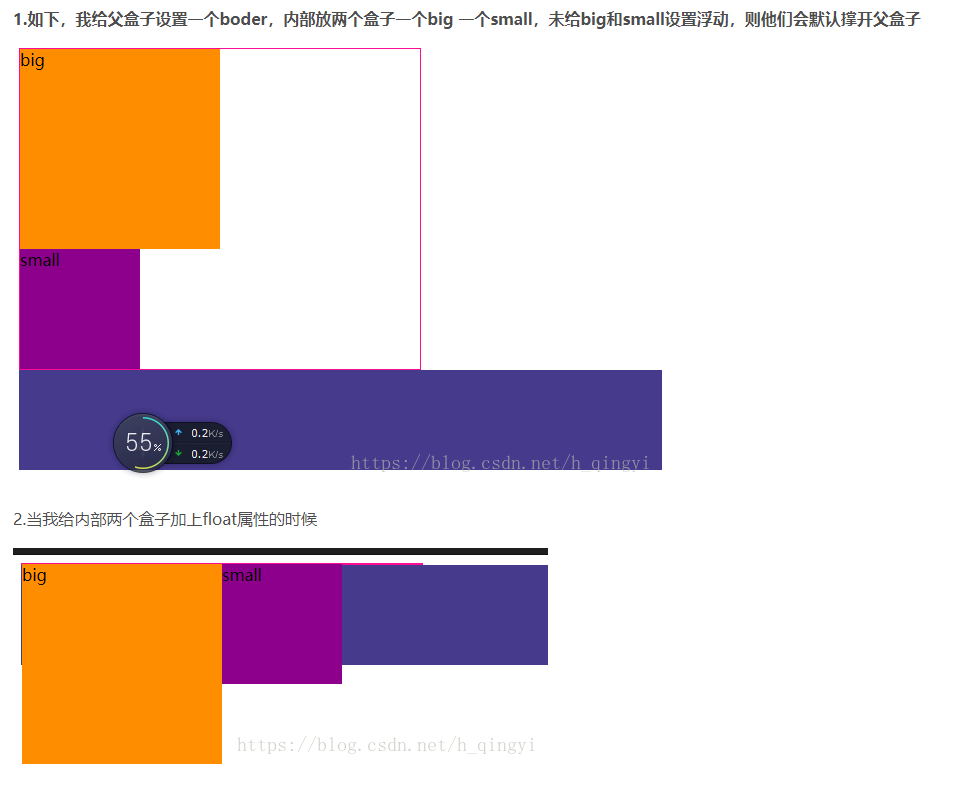 1.如下，我给父盒子设置一个boder，内部放两个盒子一个big 一个small，未给big和small设置浮动，则他们会默认撑开父盒子
big
small
55%
0.2K/s
0.2K/s
https://blog.csdn.net/h_qingyi
2.当我给内部两个盒子加上float属性的时候
big small
https://blog.csdn.net/h_qingyi